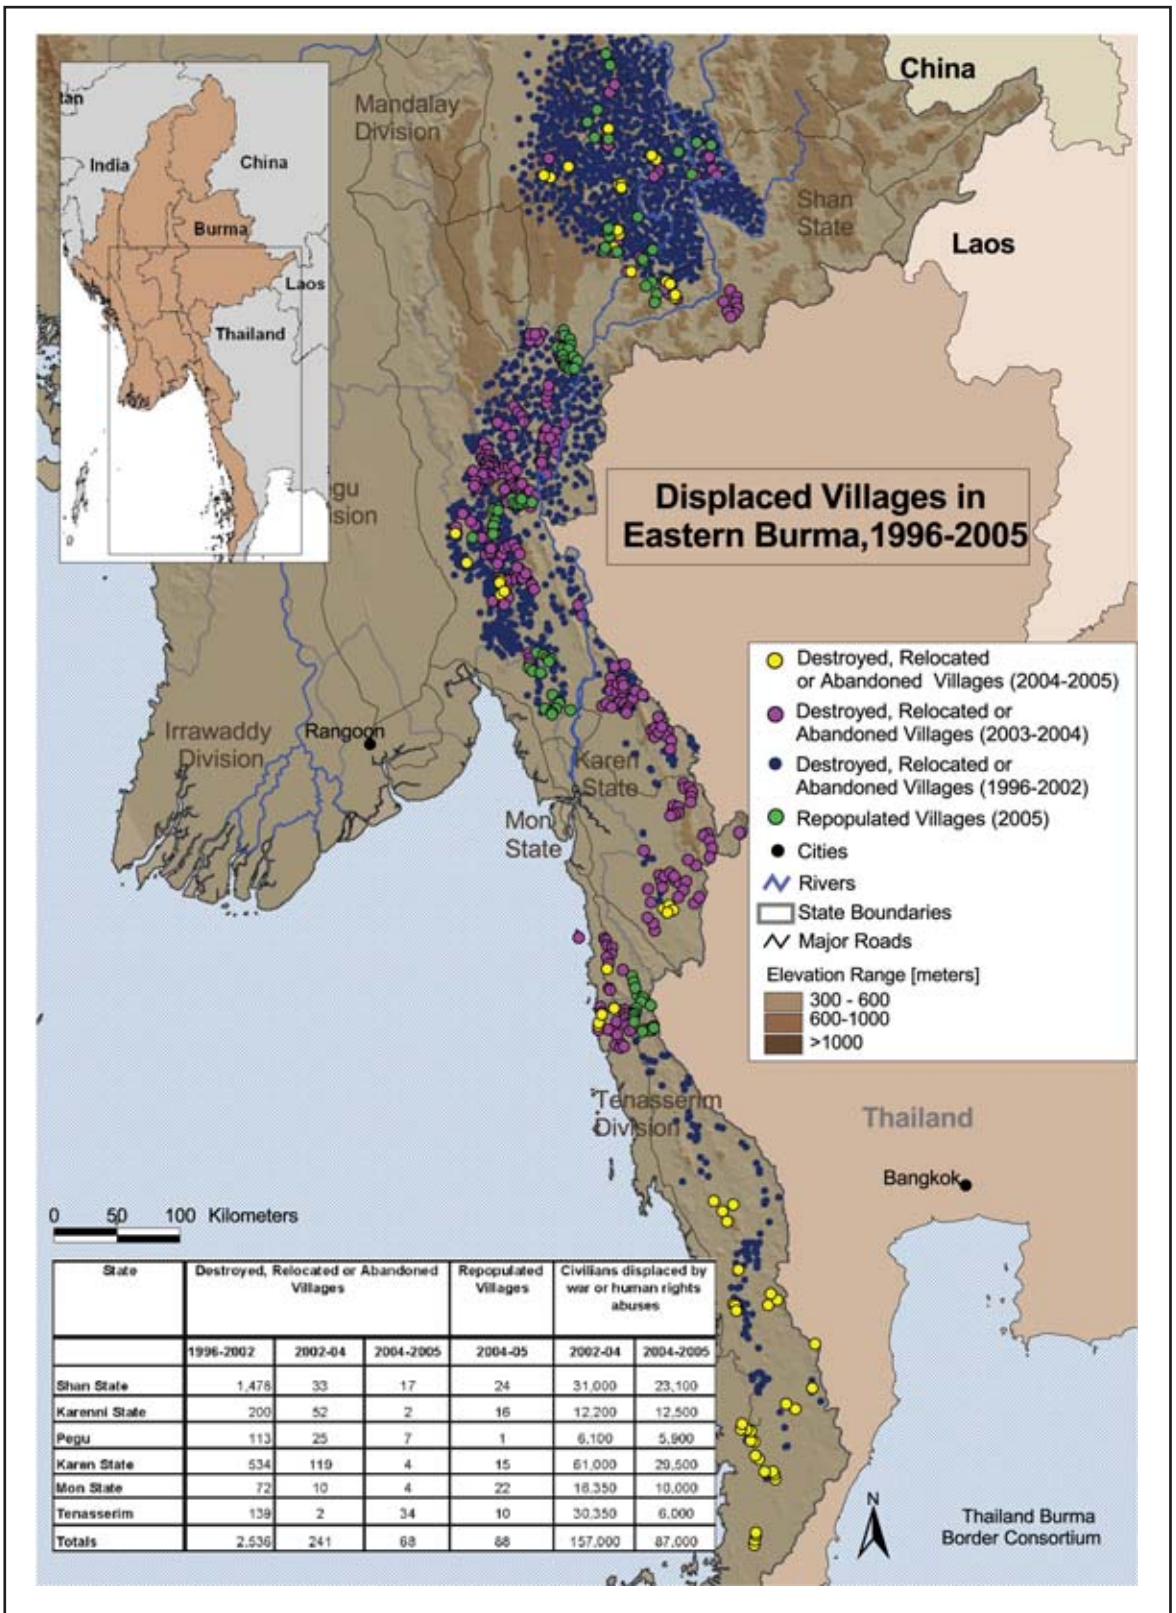 China
Mandalay
Division
tan
India
China
Burma
Laos
Thailand
Shan
State
Laos
gu
sion
Displaced Villages in
Eastern Burma,1996-2005
Destroyed, Relocated
or Abandoned Villages (2004-2005)
Destroyed, Relocated or
Abandoned Villages (2003-2004)
Destroyed, Relocated or
Abandoned Villages (1996-2002)
Repopulated Villages (2005)
Cities
Rivers
State Boundaries
Major Roads
Elevation Range [meters]
300 - 600
600-1000
>1000
Irrawaddy
Division
Rangoon
Karen
State
Mon
State
Tenasserim
Division
Thailand
Bangkok
0 50 100 Kilometers
State Destroyed, Relocated or Abandoned Villages Repopulated Villages Civilians displaced by war or human rights abuses
1996-2002 2002-04 2004-2005 2004-05 2002-04 2004-2005
Shan State 1,478 33 17 24 31,000 23,100
Karenni State 200 52 2 16 12,200 12,500
Pegu 113 25 7 1 6,100 5,900
Karen State 534 119 4 15 61,000 29,500
Mon State 72 10 4 22 16,350 10,000
Tenasserim 139 2 34 10 30,350 6,000
Totals 2,536 241 68 88 157,000 87,000
N
Thailand Burma
Border Consortium